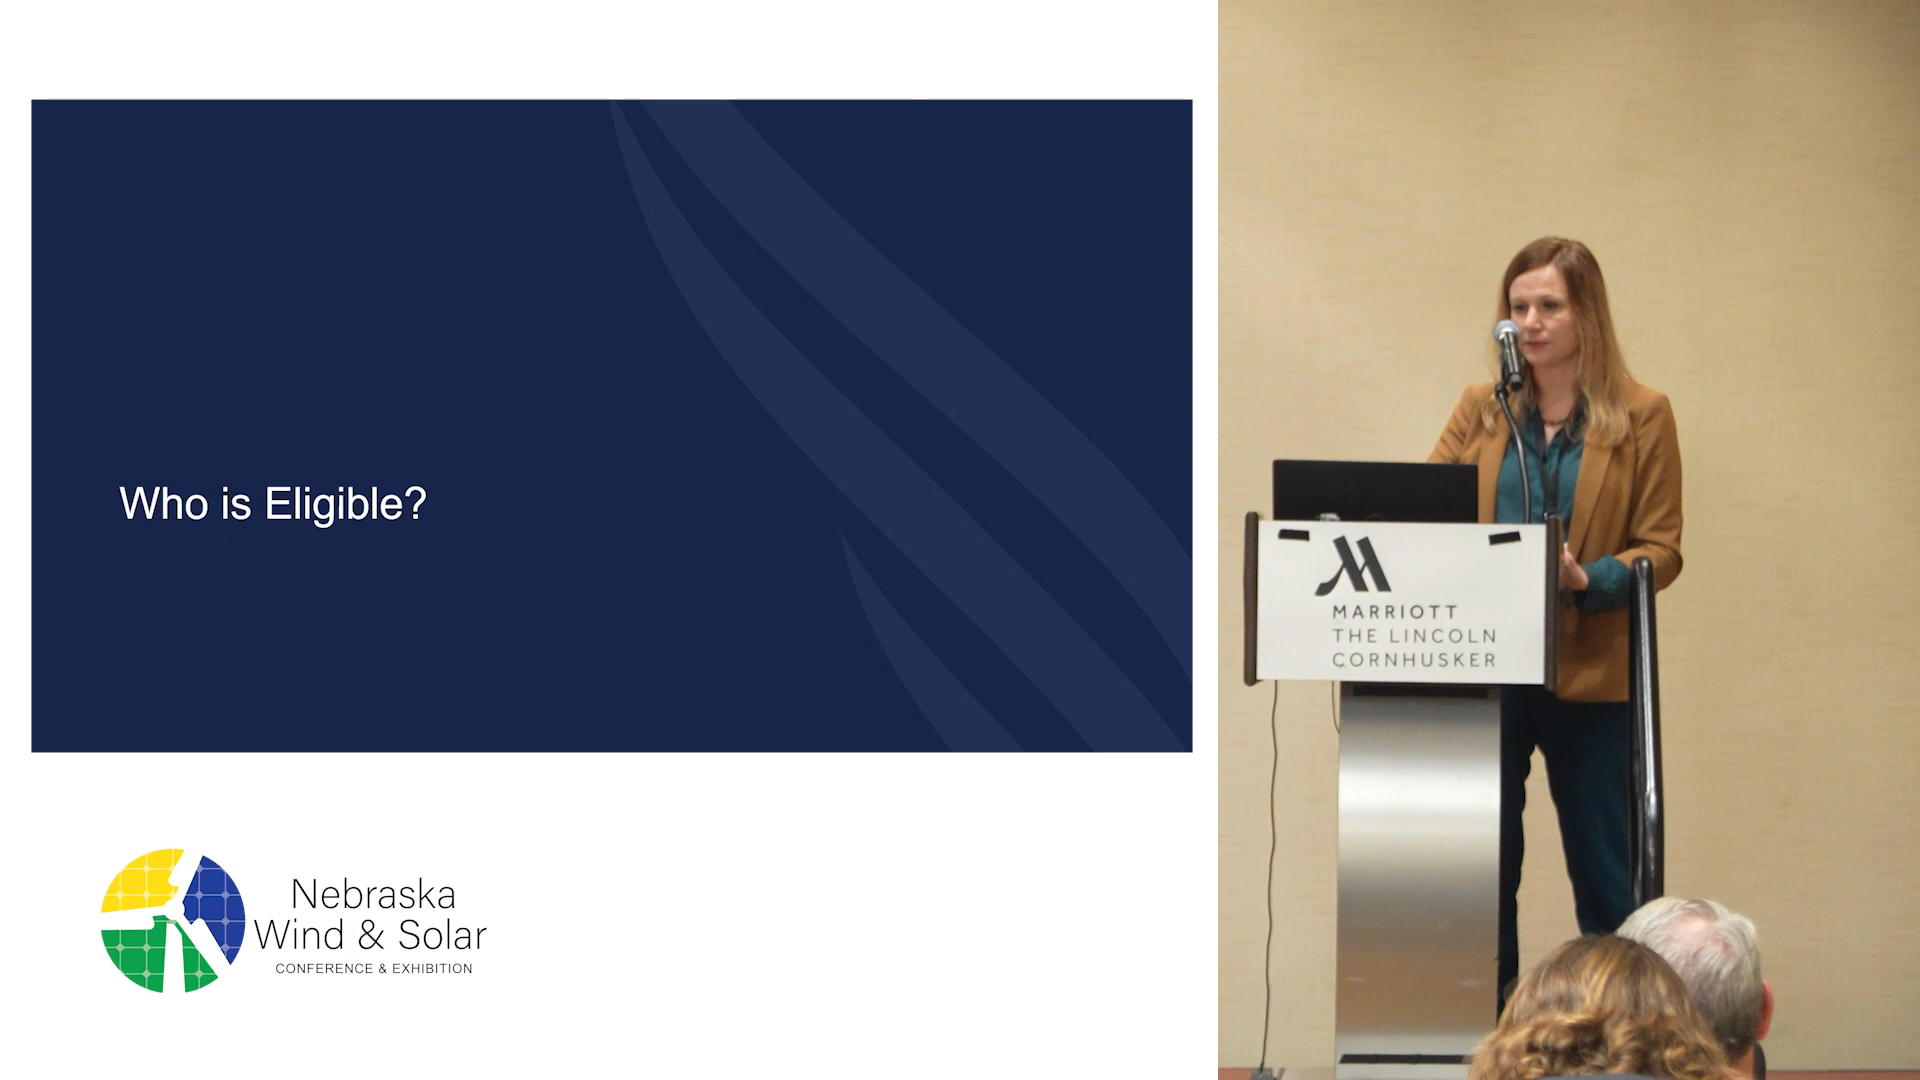 Who is Eligible?
Nebraska
Wind & Solar
CONFERENCE & EXHIBITION
MARRIOTT
THE LINCOLN
CORNHUSKER